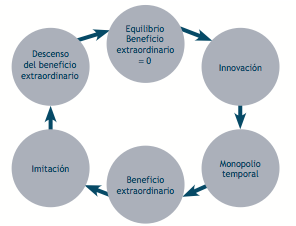 Equilibrio
Beneficio
extraordinario
= 0
Innovación
Monopolio
temporal
Beneficio
extraordinario
Imitación
Descenso
del beneficio
extraordinario